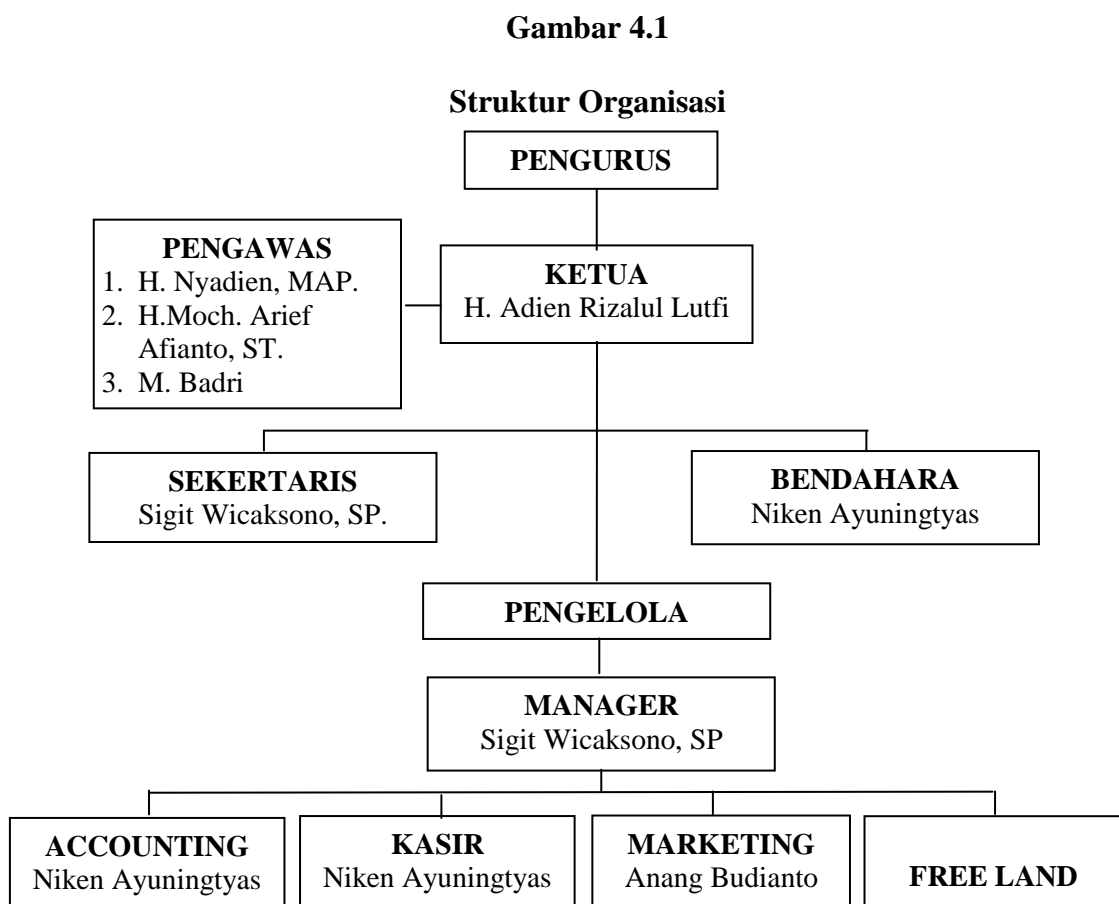 Gambar 4.1
Struktur Organisasi
PENGURUS
PENGAWAS
1. H. Nyadien, MAP.
2. H.Moch. Arief
Afianto, ST.
3. M. Badri
KETUA
H. Adien Rizalul Lutfi
SEKERTARIS
Sigit Wicaksono, SP.
BENDAHARA
Niken Ayuningtyas
PENGELOLA
MANAGER
Sigit Wicaksono, SP
ACCOUNTING
Niken Ayuningtyas
KASIR
Niken Ayuningtyas
MARKETING
Anang Budianto
FREE LAND